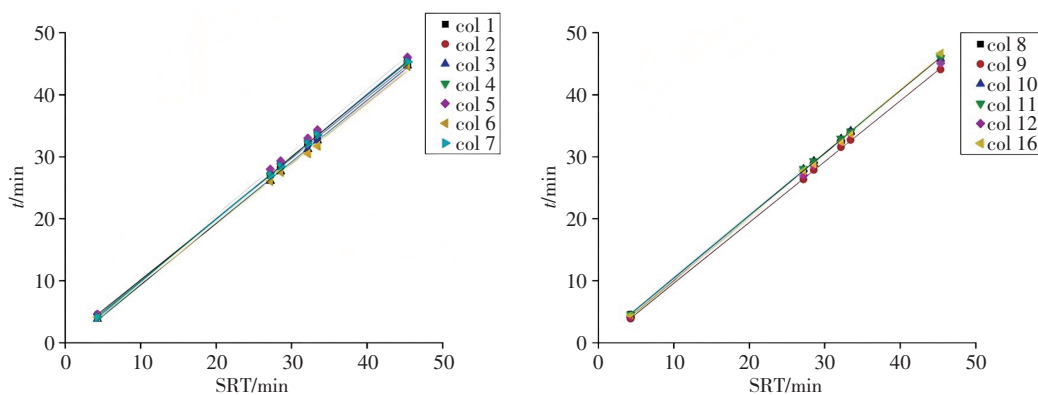 50
40
30
20
10
0
t/min
0 10 20 30 40 50
SRT/min
col 1
col 2
col 3
col 4
col 5
col 6
col 7
50
40
30
20
10
0
t/min
0 10 20 30 40 50
SRT/min
col 8
col 9
col 10
col 11
col 12
col 16